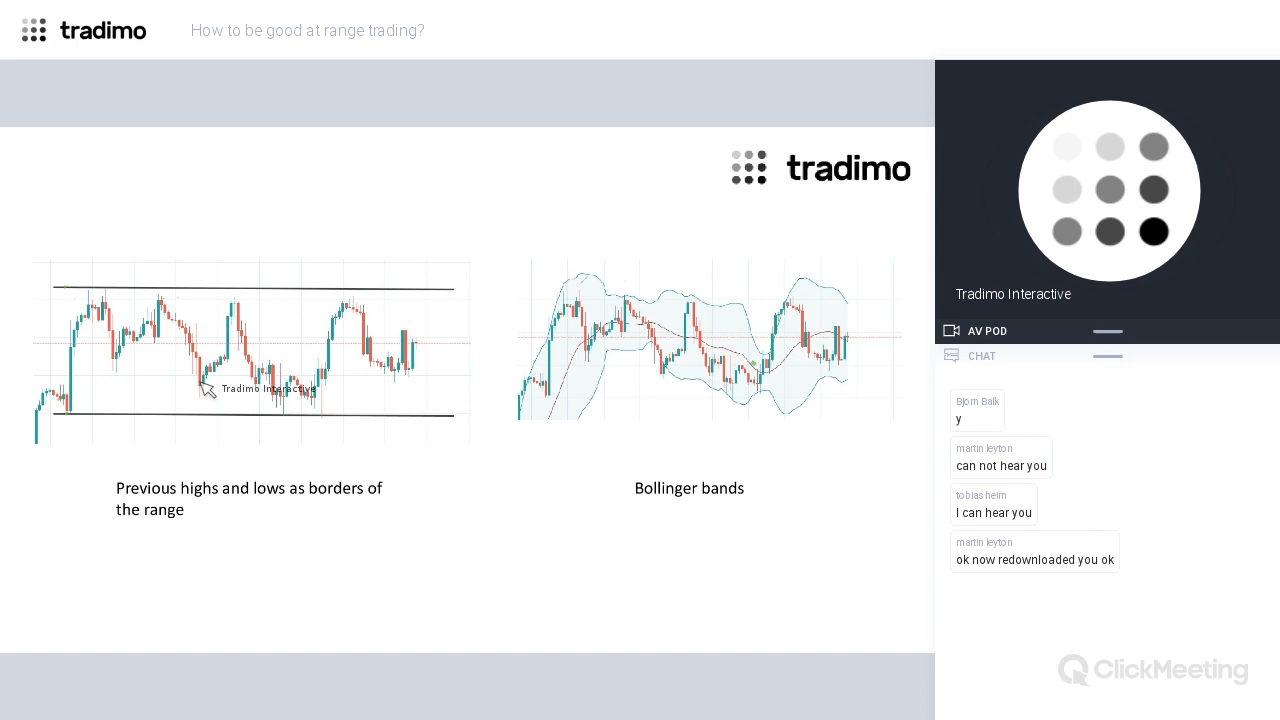 tradimo
How to be good at range trading?
tradimo
Tradimo Interactive
Previous highs and lows as borders of
the range
Bollinger bands
Tradimo Interactive
AV POD
CHAT
Bjorn Balk
y
martin leyton
can not hear you
tobias heim
I can hear you
martin leyton
ok now redownloaded you ok
ClickMeeting